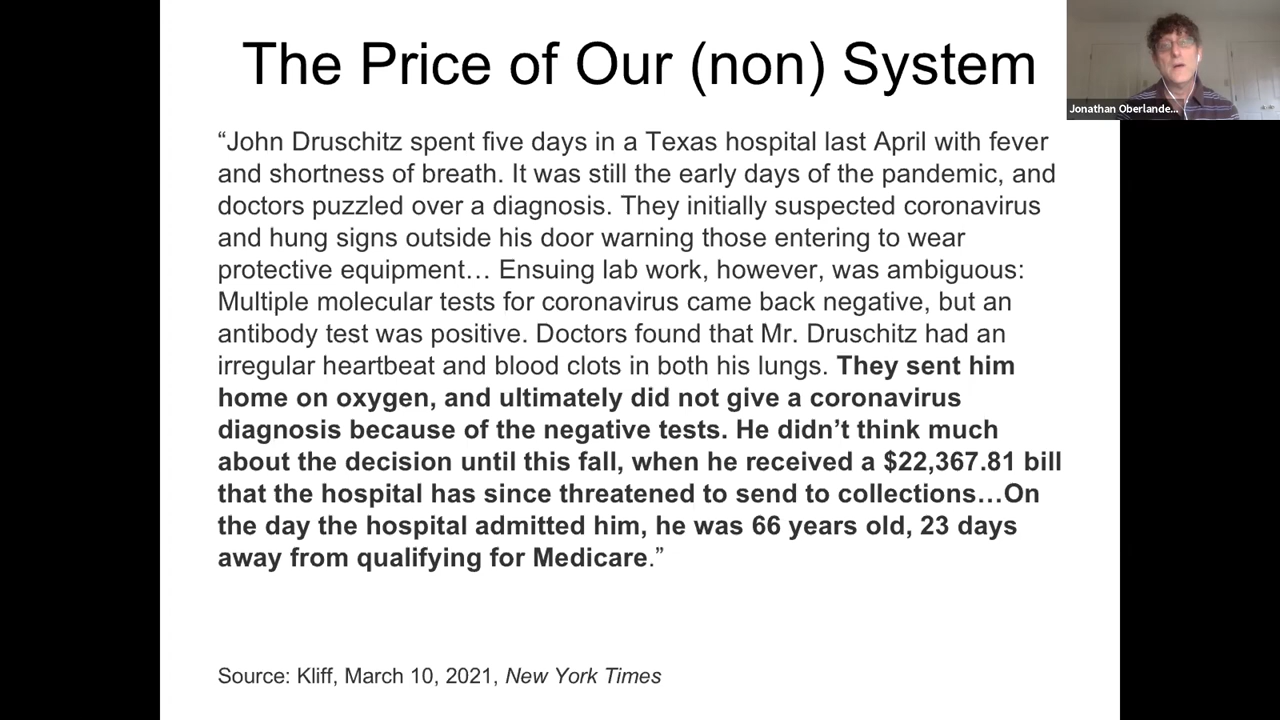 The Price of Our (non) System
Jonathan Oberlande...
“John Druschitz spent five days in a Texas hospital last April with fever
and shortness of breath. It was still the early days of the pandemic, and
doctors puzzled over a diagnosis. They initially suspected coronavirus
and hung signs outside his door warning those entering to wear
protective equipment… Ensuing lab work, however, was ambiguous:
Multiple molecular tests for coronavirus came back negative, but an
antibody test was positive. Doctors found that Mr. Druschitz had an
irregular heartbeat and blood clots in both his lungs. They sent him
home on oxygen, and ultimately did not give a coronavirus
diagnosis because of the negative tests. He didn’t think much
about the decision until this fall, when he received a $22,367.81 bill
that the hospital has since threatened to send to collections…On
the day the hospital admitted him, he was 66 years old, 23 days
away from qualifying for Medicare.”
Source: Kliff, March 10, 2021, New York Times